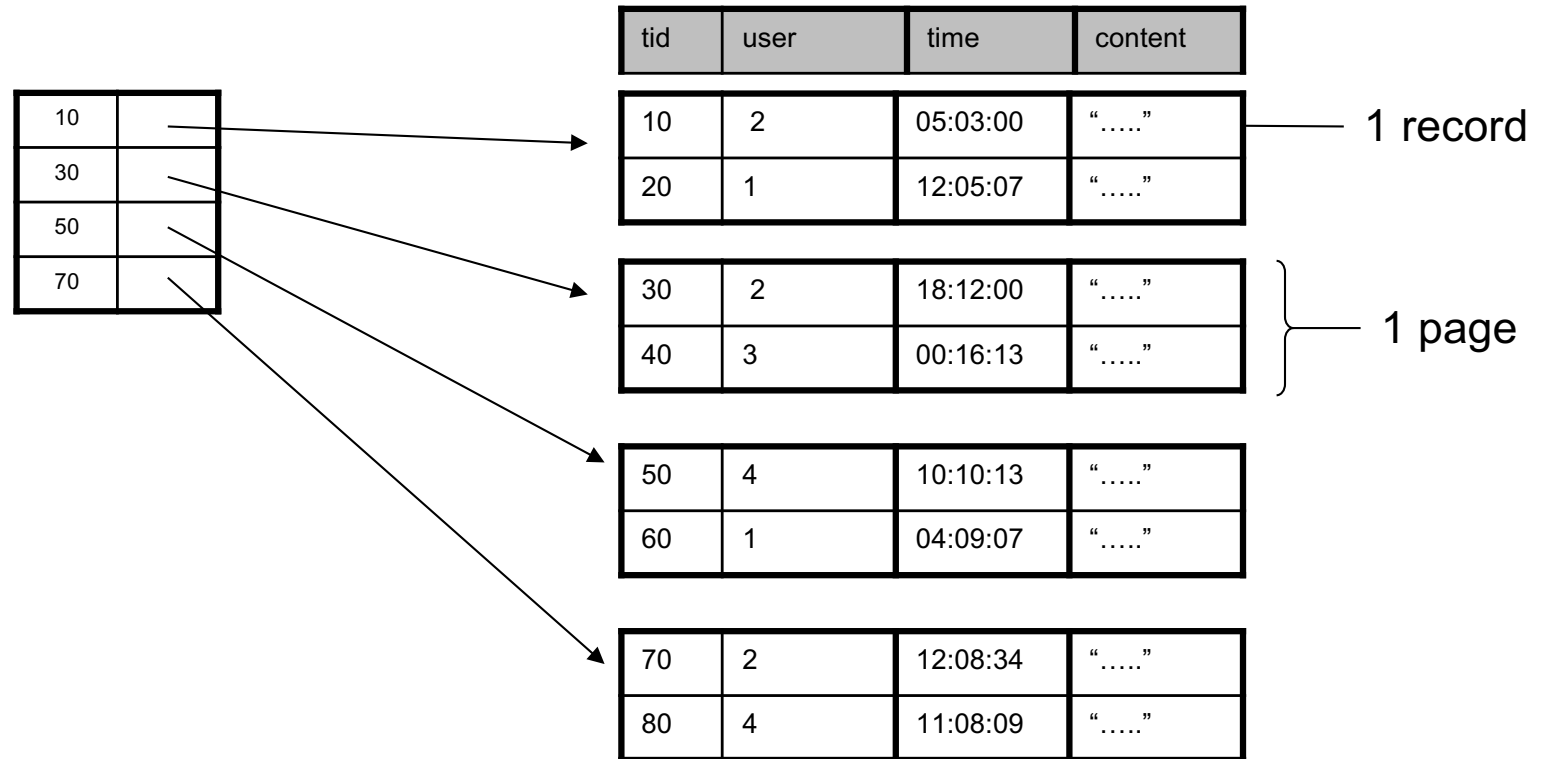 tid user time content
10
30
50
70
10 2 05:03:00 “…..”
20 1 12:05:07 “…..”
1 record
30 2 18:12:00 “…..”
40 3 00:16:13 “…..”
1 page
50 4 10:10:13 “…..”
60 1 04:09:07 “…..”
70 2 12:08:34 “…..”
80 4 11:08:09 “…..”